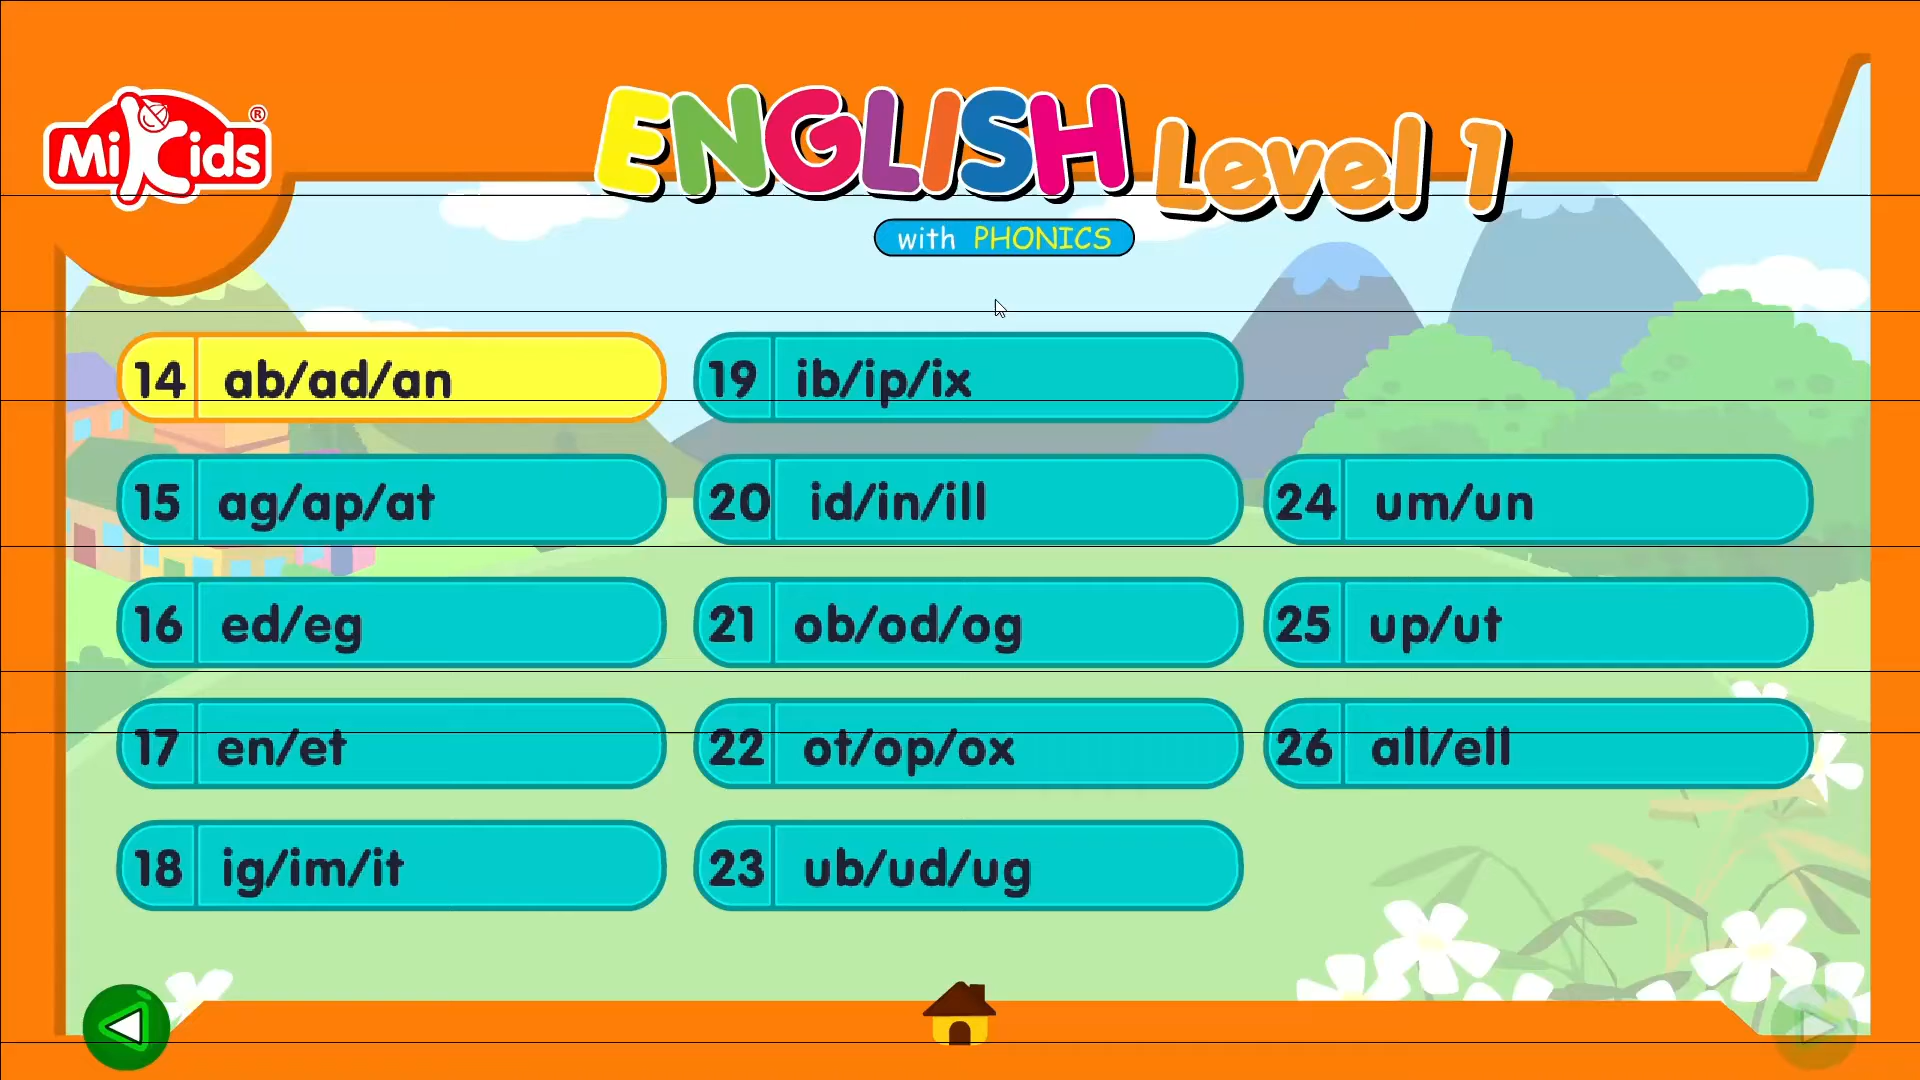 MiKids®
ENGLISH Level 1
with PHONICS
14 ab/ad/an
15 ag/ap/at
16 ed/eg
17 en/et
18 ig/im/it
19 ib/ip/ix
20 id/in/ill
21 ob/od/og
22 ot/op/ox
23 ub/ud/ug
24 um/un
25 up/ut
26 all/ell